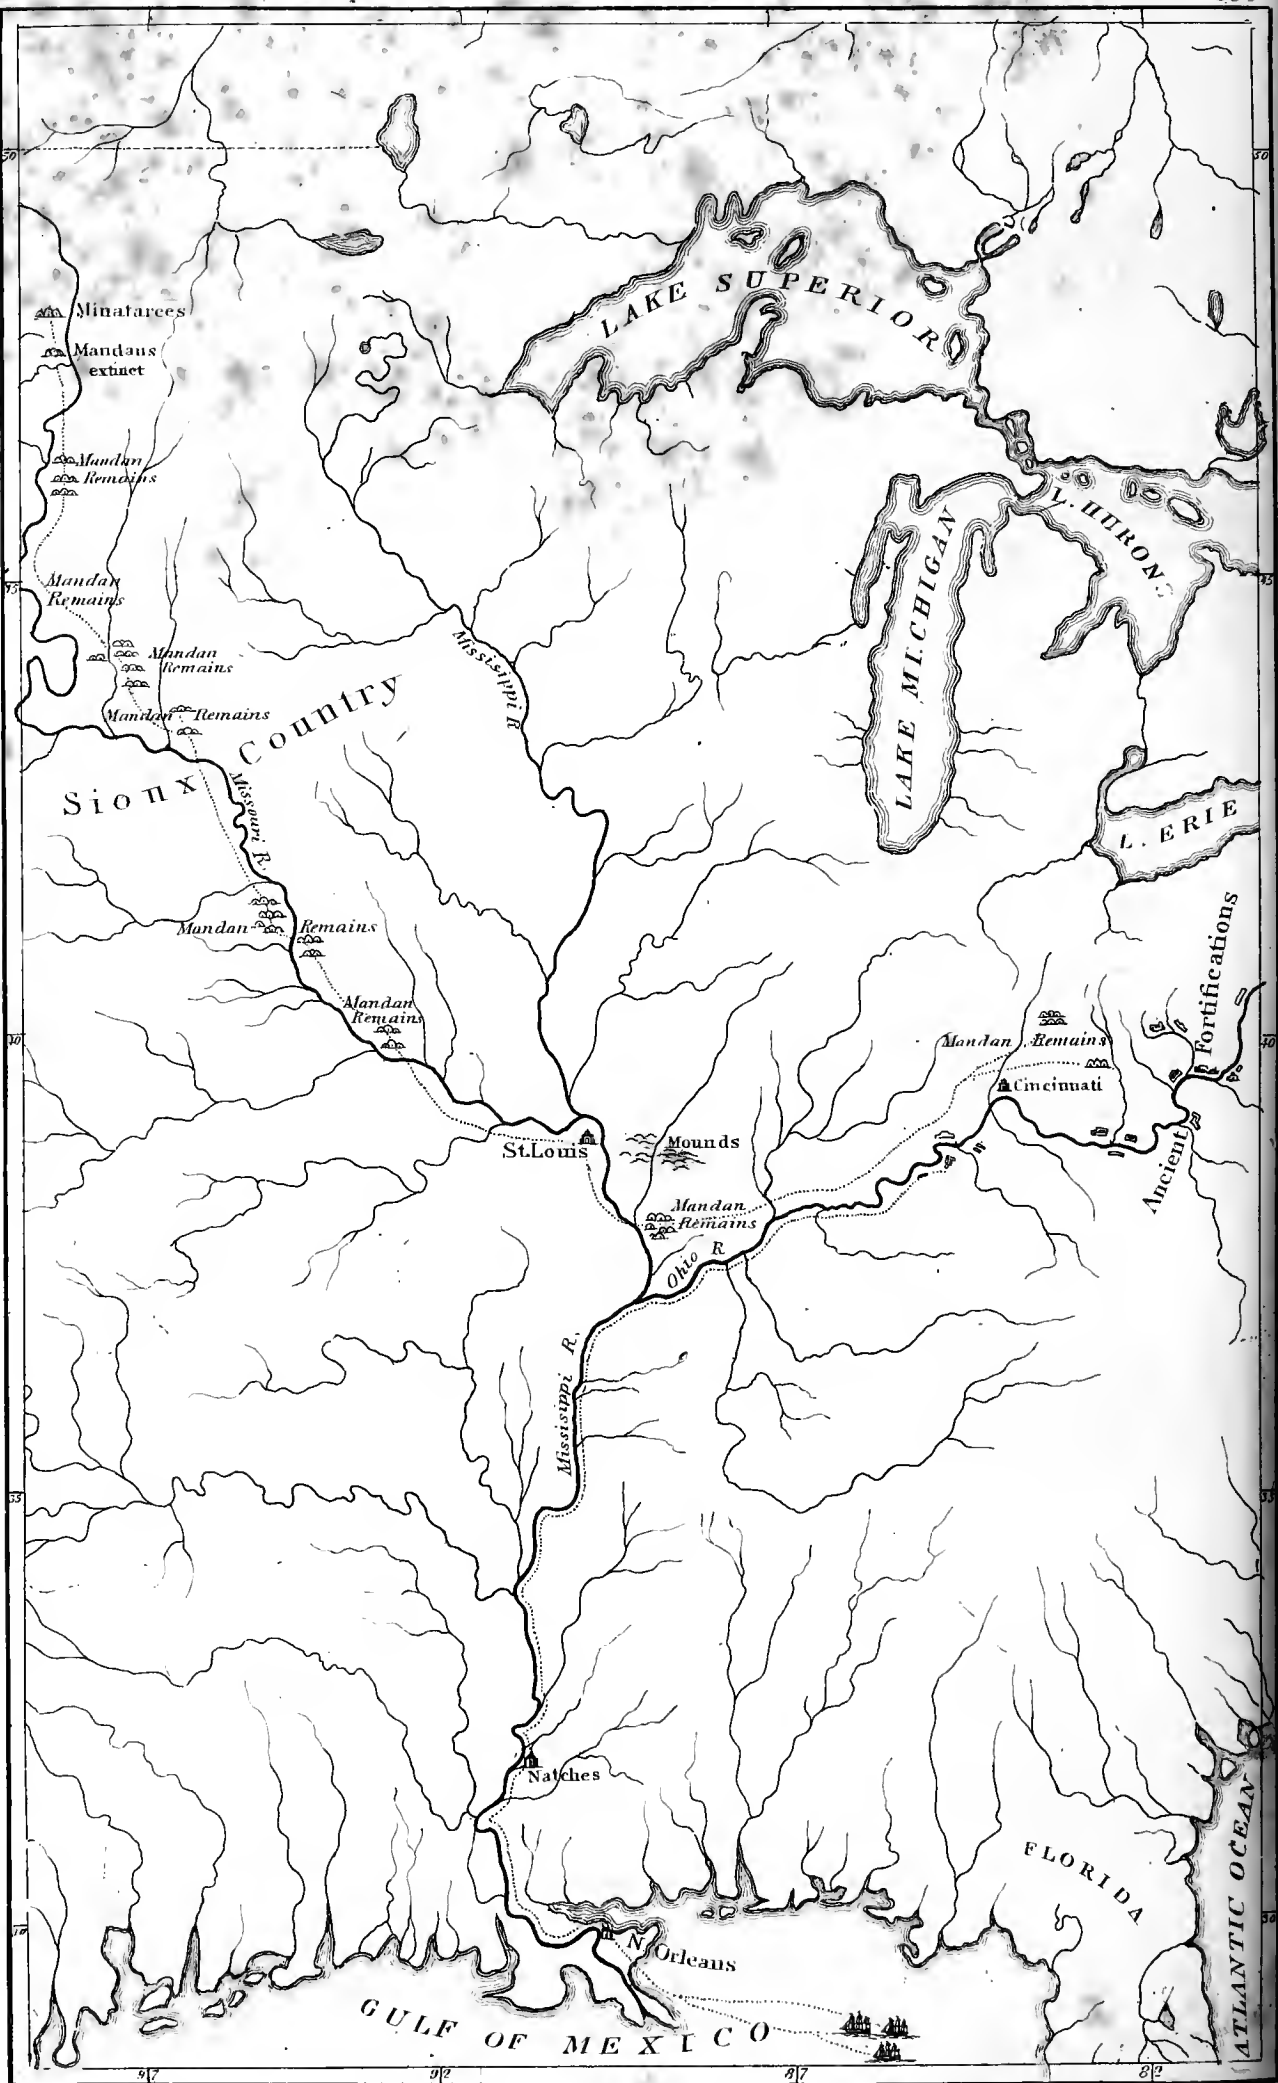 50
50
LAKE SUPERIOR
Minatarees
Mandans
extinct
Mandan
Remains
L. HURON
LAKE MICHIGAN
45
45
Mandan
Remains
Mandan
Remains
Mississippi R
Mandan Remains
Sioux Country
Missouri R.
L. ERIE
Mandan Remains
Ancient Fortifications
Mandan
Remains
40
40
Mandan Remains
Cincinnati
St. Louis
Mounds
Mandan
Remains
Ohio R
Mississippi R.
35
35
Natches
FLORIDA
ATLANTIC OCEAN
30
30
N. Orleans
GULF OF MEXICO
97
92
87
82